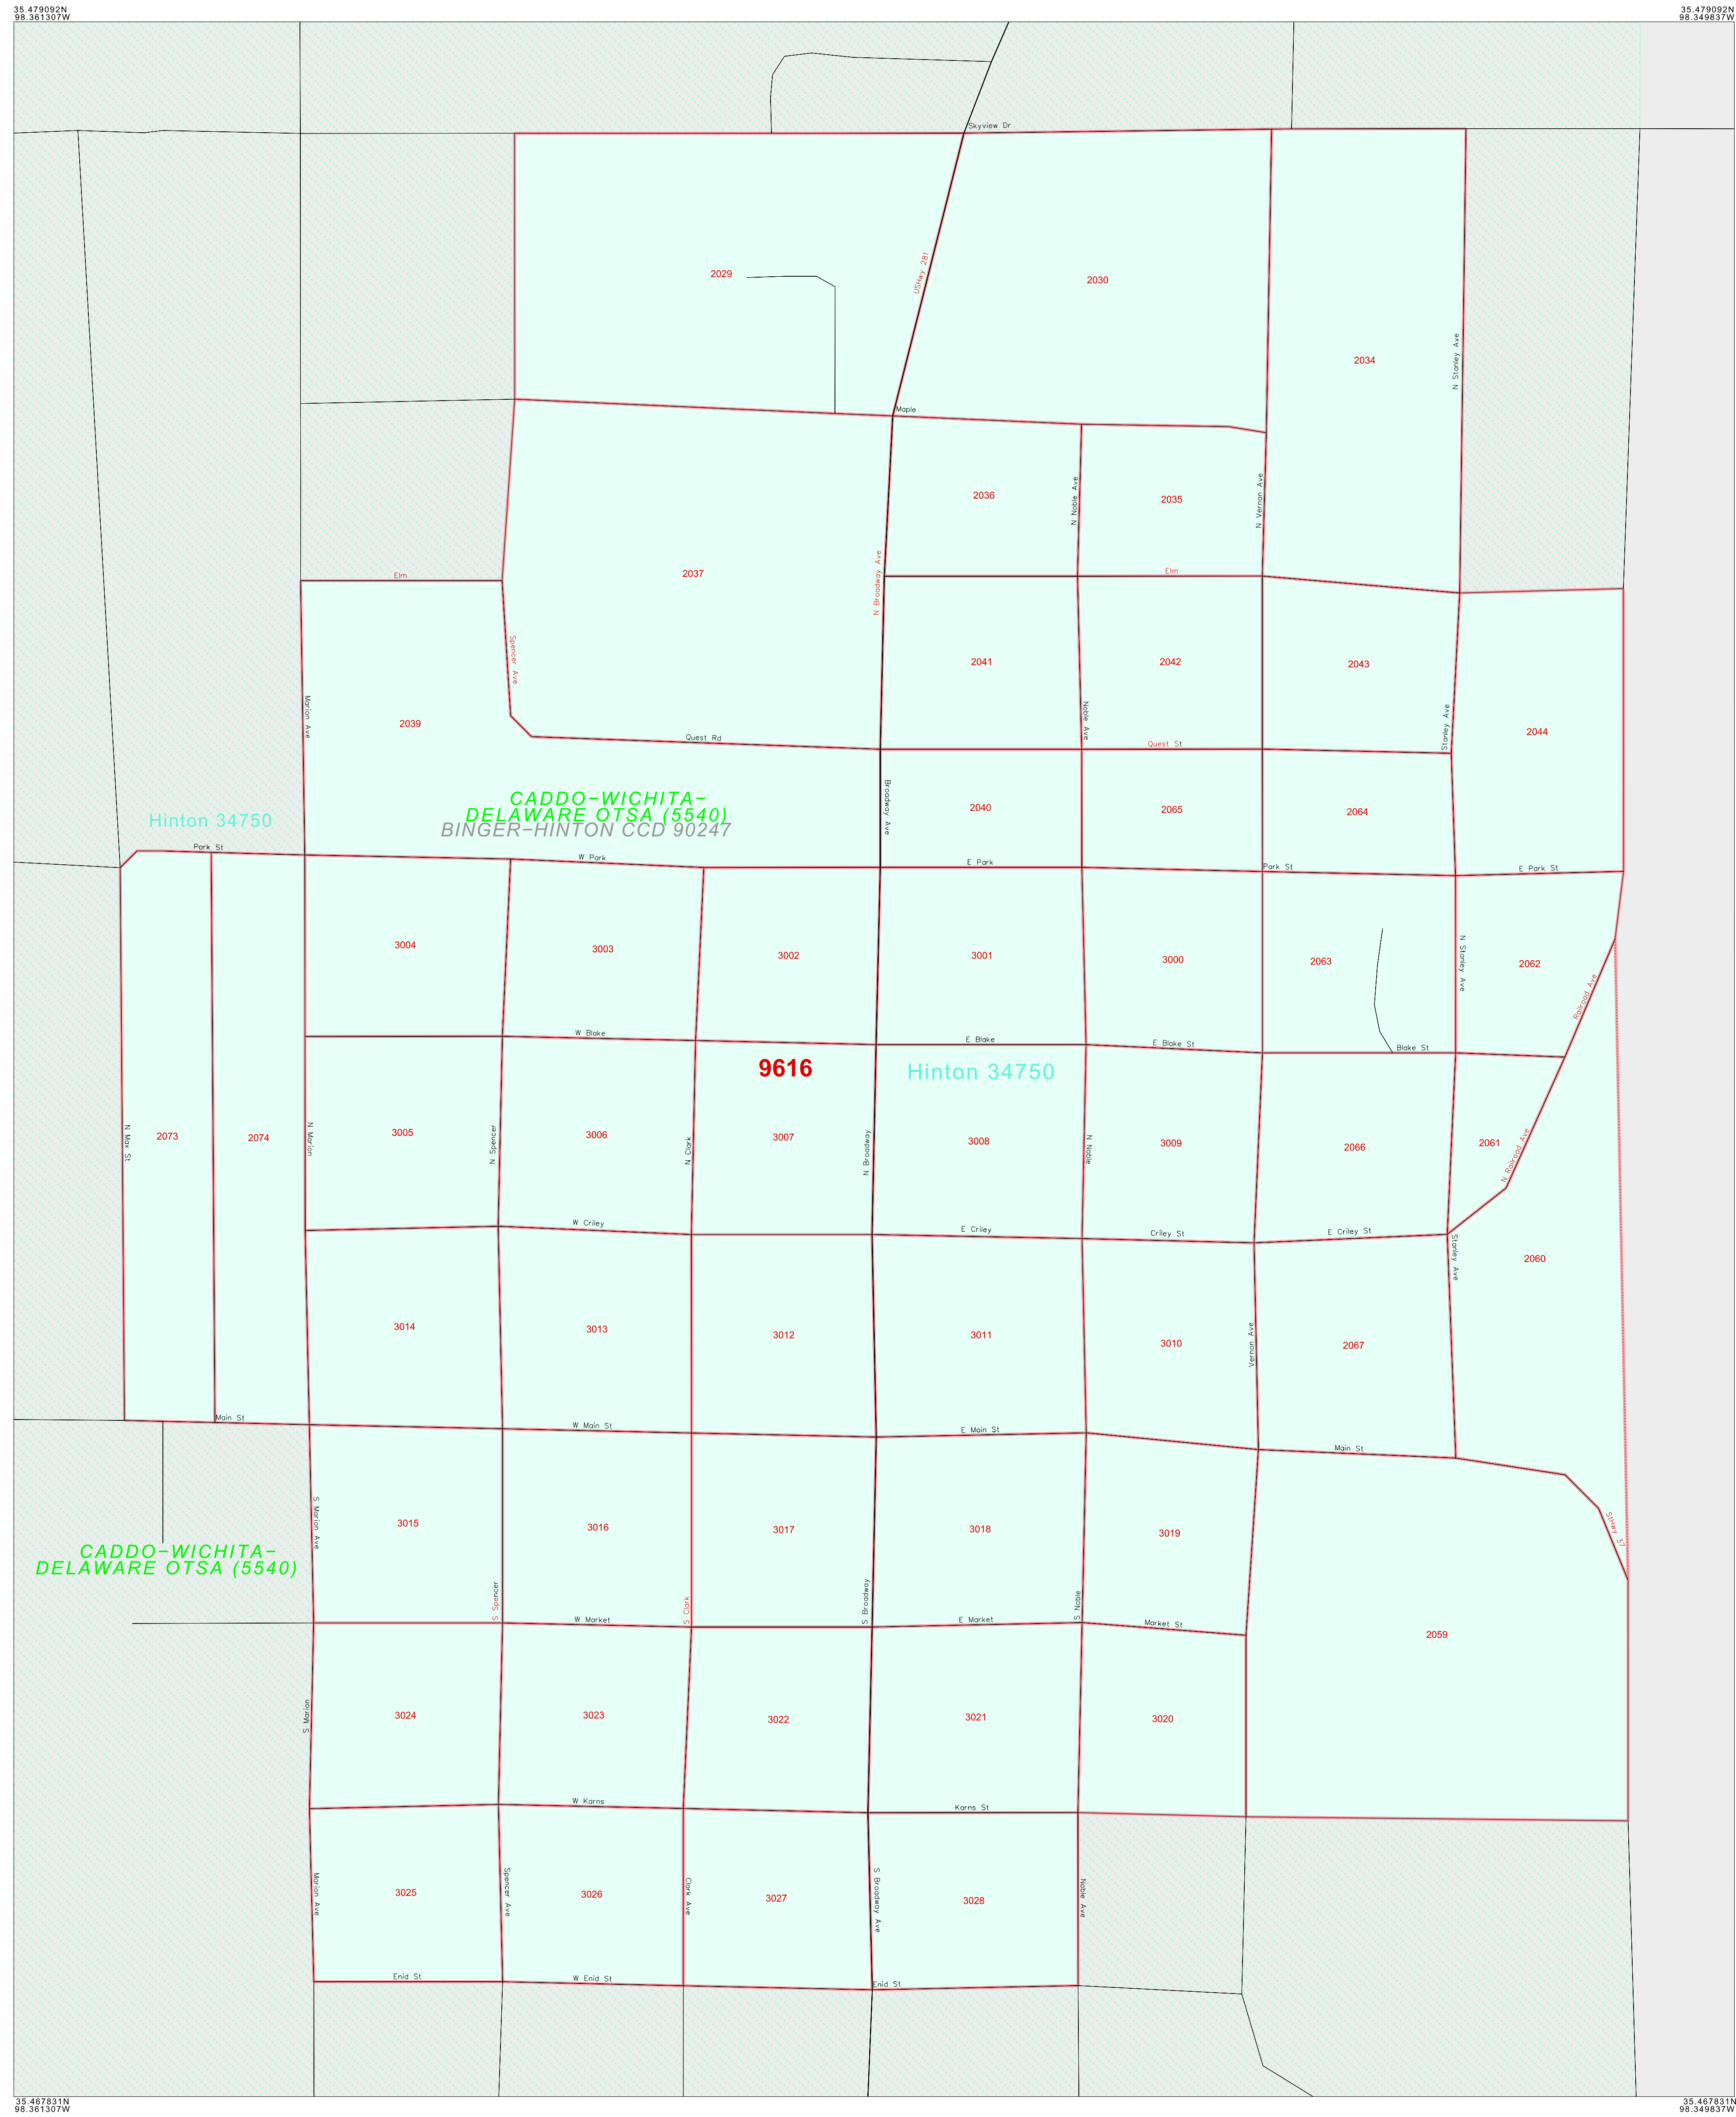 35.479092N
98.361307W
35.479092N
98.349837W
Skyview Dr
USHwy 281
2029
2030
2034
N Stanley Ave
Maple
N Noble Ave
N Vernon Ave
2036
2035
N Broadway Ave
2037
Elm
Elm
Spencer Ave
2041
2042
2043
Marion Ave
2039
Noble Ave
Stanley Ave
2044
Quest Rd
Quest St
CADDO-WICHITA-
DELAWARE OTSA (5540)
BINGER-HINTON CCD 90247
Broadway Ave
2040
2065
2064
Hinton 34750
Park St
W Park
E Park
Park St
E Park St
3004
3003
3002
3001
3000
2063
N Stanley Ave
2062
Railroad Ave
W Blake
E Blake
E Blake St
Blake St
9616
Hinton 34750
N Max St
2073
2074
N Marion
3005
N Spencer
3006
N Clark
3007
N Broadway
3008
N Noble
3009
2066
2061
N Railroad Ave
W Criley
E Criley
Criley St
E Criley St
Stanley Ave
2060
3014
3013
3012
3011
3010
Vernon Ave
2067
Main St
W Main St
E Main St
Main St
S Marion Ave
3015
3016
3017
3018
3019
StHwy 37
CADDO-WICHITA-
DELAWARE OTSA (5540)
S Spencer
S Clark
S Broadway
S Noble
W Market
E Market
Market St
2059
S Marion
3024
3023
3022
3021
3020
W Karns
Karns St
Marion Ave
3025
Spencer Ave
3026
Clark Ave
3027
S Broadway Ave
3028
Noble Ave
Enid St
W Enid St
Enid St
35.467831N
98.361307W
35.467831N
98.349837W